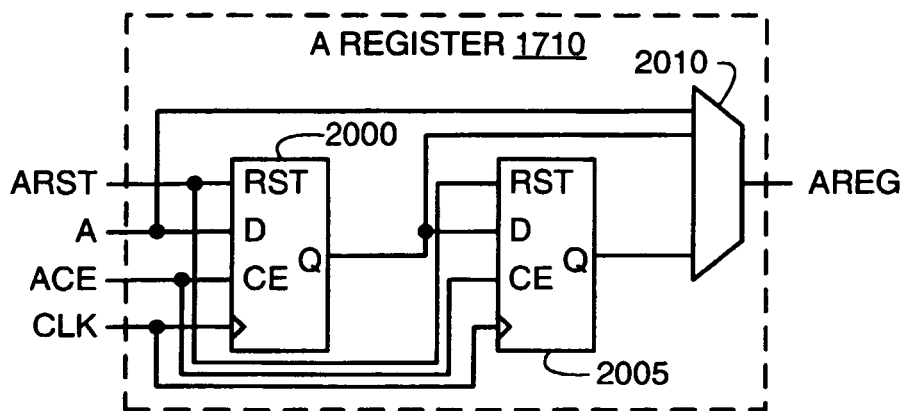 A REGISTER 1710
2010
2000
ARST
RST
RST
AREG
A
D
D
Q
Q
ACE
CE
CE
CLK
2005